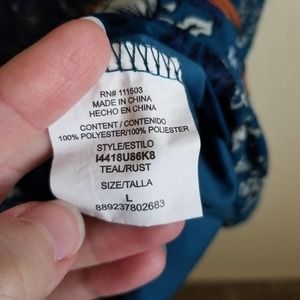 RN# 111503
MADE IN CHINA
HECHO EN CHINA
CONTENT / CONTENIDO
100% POLYESTER/100% POLIESTER
STYLE/ESTILO
I4418U86K8
TEAL/RUST
SIZE/TALLA
L
889237802683